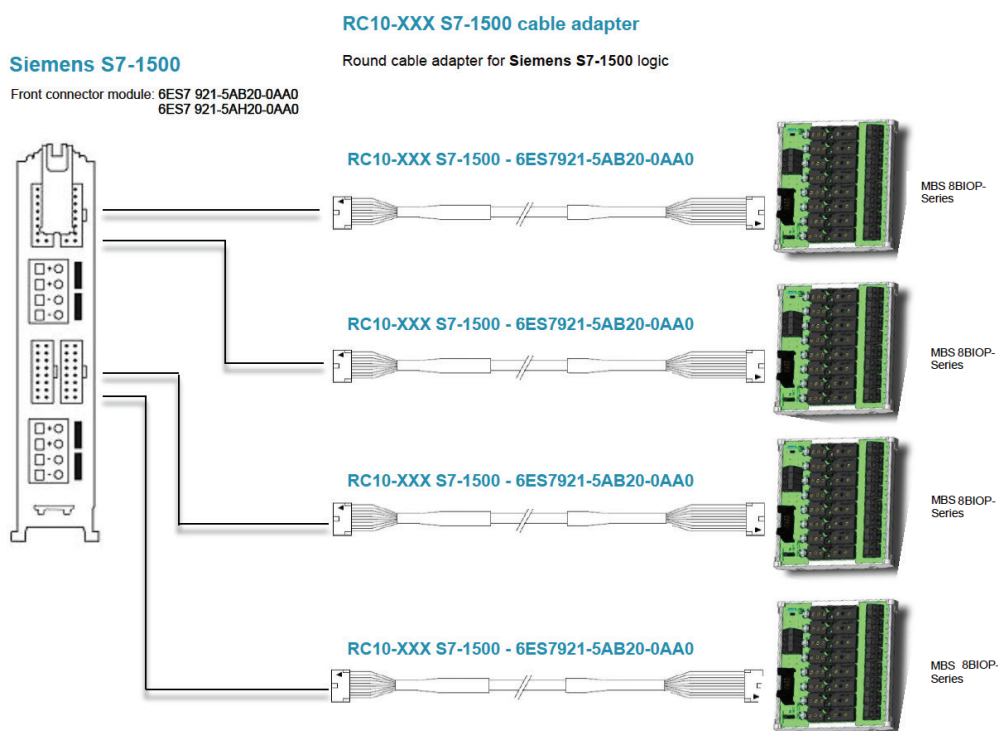 RC10-XXX S7-1500 cable adapter
Round cable adapter for Siemens S7-1500 logic
Siemens S7-1500
Front connector module: 6ES7 921-5AB20-0AA0
6ES7 921-5AH20-0AA0
RC10-XXX S7-1500 - 6ES7921-5AB20-0AA0
MBS 8BIOP-
Series
RC10-XXX S7-1500 - 6ES7921-5AB20-0AA0
MBS 8BIOP-
Series
RC10-XXX S7-1500 - 6ES7921-5AB20-0AA0
MBS 8BIOP-
Series
RC10-XXX S7-1500 - 6ES7921-5AB20-0AA0
MBS 8BIOP-
Series